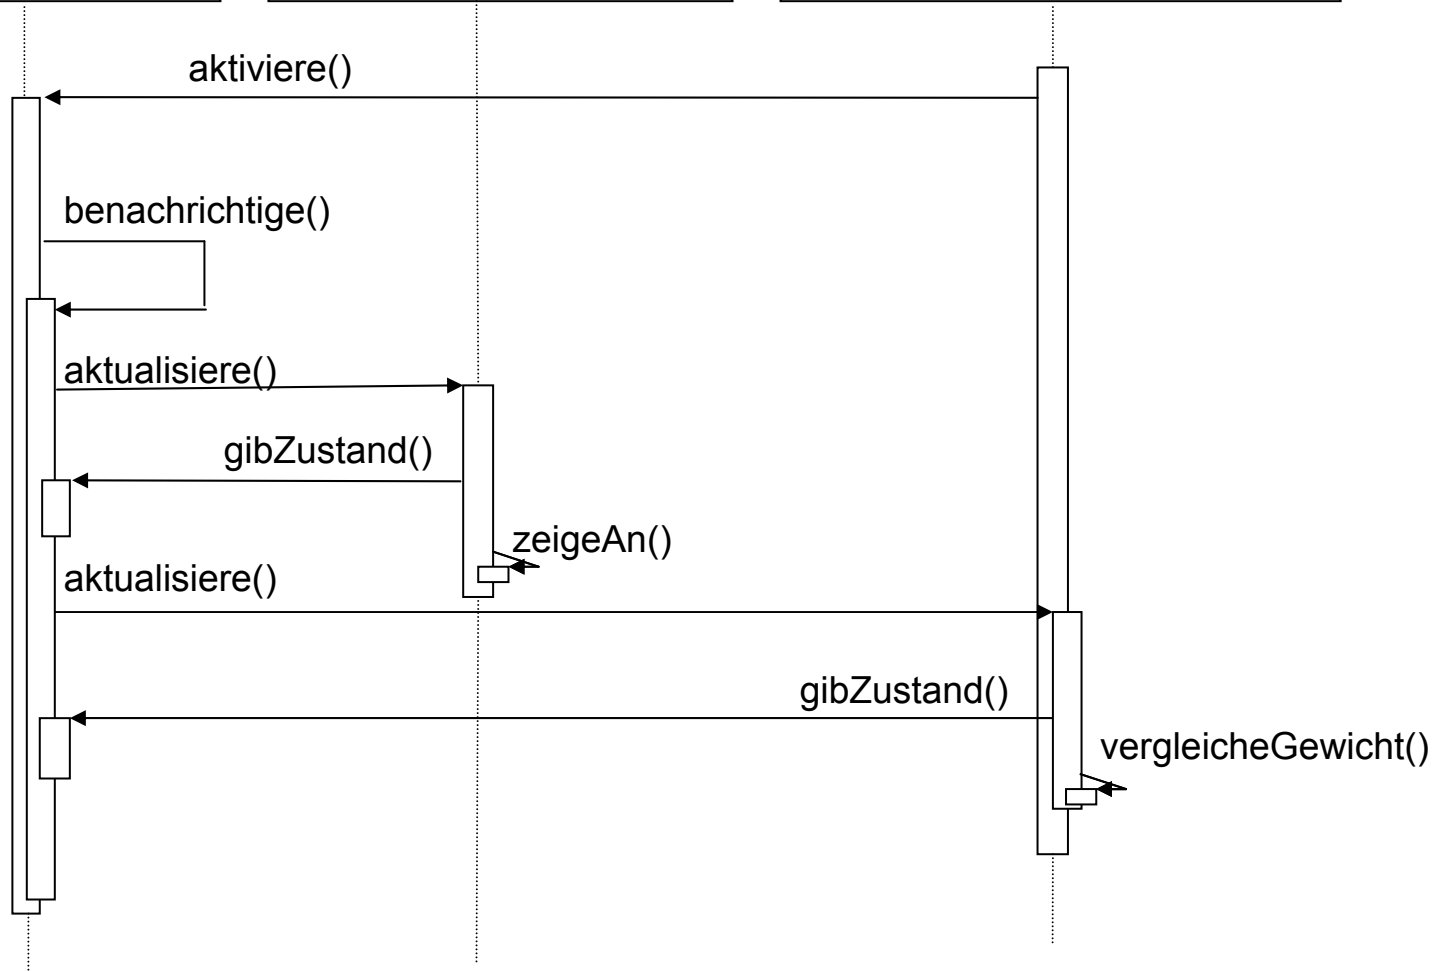 aktiviere()
benachrichtige()
aktualisiere()
gibZustand()
zeigeAn()
aktualisiere()
gibZustand()
vergleicheGewicht()